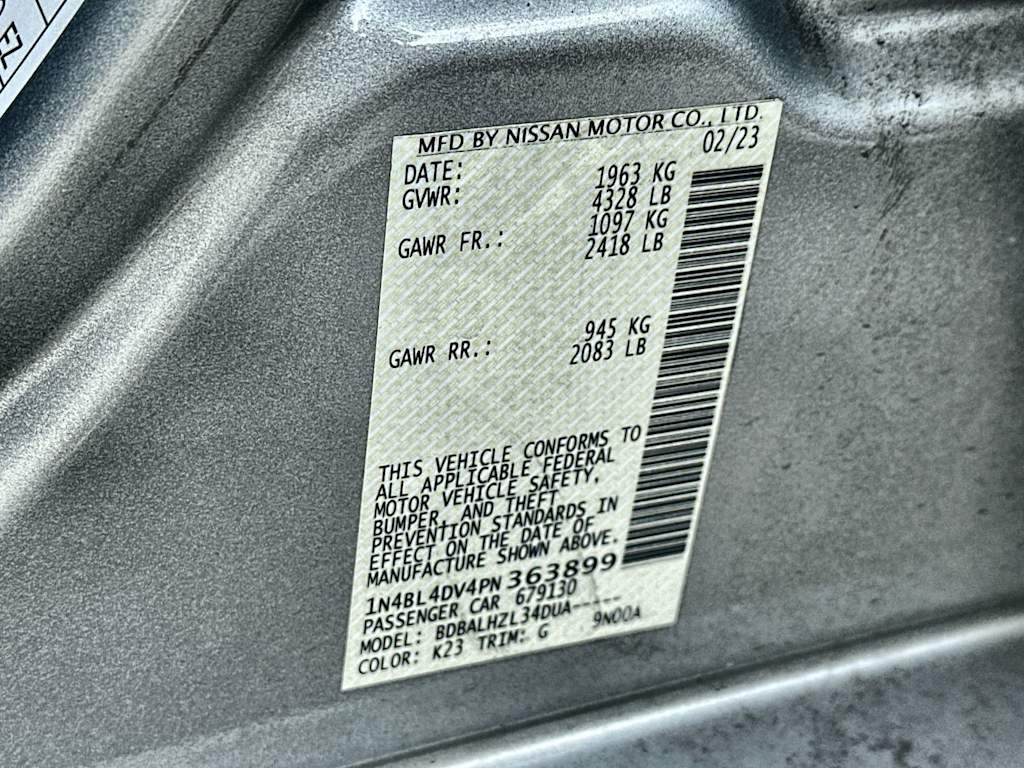 MFD BY NISSAN MOTOR CO., LTD.
DATE: 02/23
GVWR: 1963 KG
4328 LB
GAWR FR.: 1097 KG
2418 LB
GAWR RR.: 945 KG
2083 LB
THIS VEHICLE CONFORMS TO
ALL APPLICABLE FEDERAL
MOTOR VEHICLE SAFETY,
BUMPER, AND THEFT
PREVENTION STANDARDS IN
EFFECT ON THE DATE OF
MANUFACTURE SHOWN ABOVE.
1N4BL4DV4PN363899
PASSENGER CAR 679130
MODEL: BDBALHZL34DUA-----
COLOR: K23 TRIM: G 9N00A